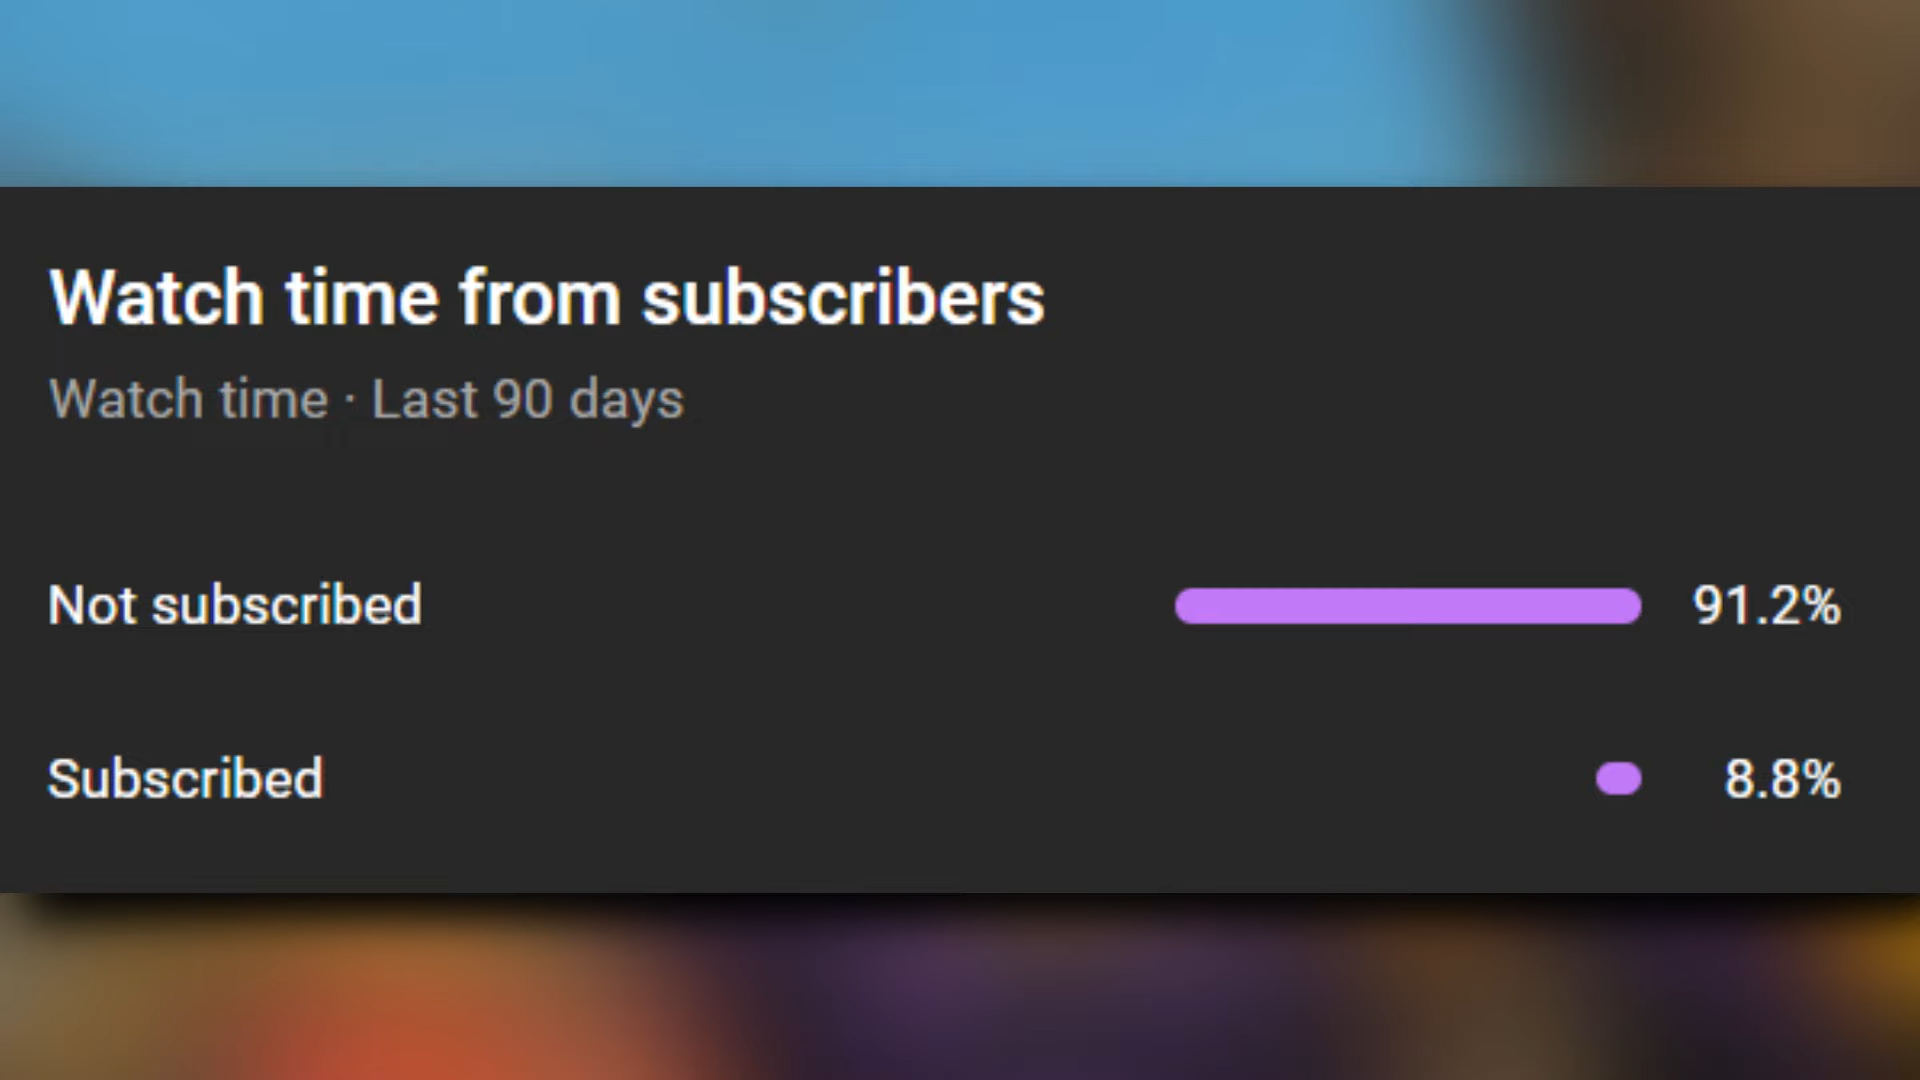 Watch time from subscribers
Watch time · Last 90 days
Not subscribed 91.2%
Subscribed 8.8%